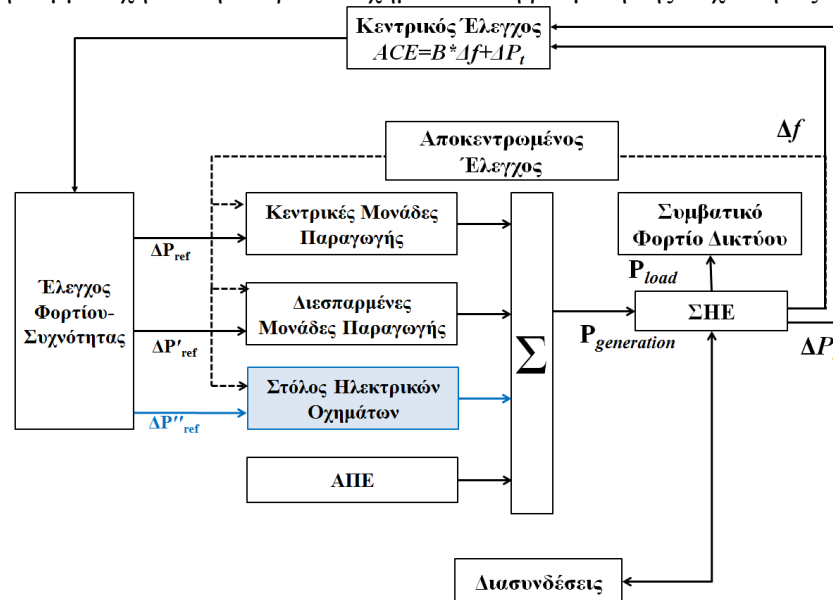 Κεντρικός Έλεγχος
ACE=B*Δf+ΔPt
Δf
Αποκεντρωμένος
Έλεγχος
Κεντρικές Μονάδες
Παραγωγής
Συμβατικό
Φορτίο Δικτύου
ΔPref
Pload
Έλεγχος
Φορτίου-
Συχνότητας
Διεσπαρμένες
Μονάδες Παραγωγής
ΣΗΕ
ΔP'ref
Σ
Pgeneration
ΔP
Στόλος Ηλεκτρικών
Οχημάτων
ΔP''ref
ΑΠΕ
Διασυνδέσεις